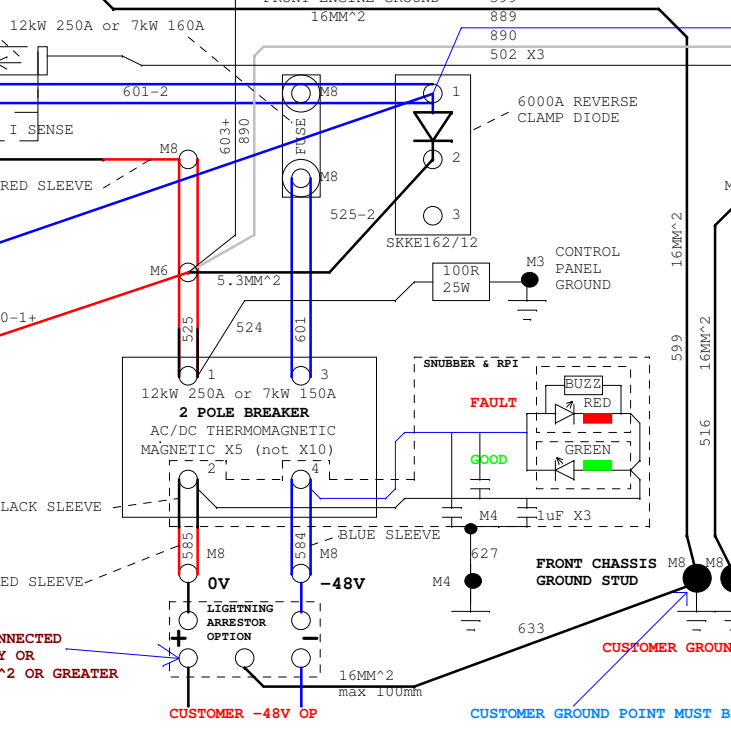 FRONT ENGINE GROUND
599
12kW 250A or 7kW 160A
16MM^2
889
890
502 X3
601-2
M8
1
6000A REVERSE
CLAMP DIODE
I SENSE
603+
890
FUSE
M8
2
RED SLEEVE
M8
525-2
3
SKKE162/12
16MM^2
M6
5.3MM^2
100R
25W
M3
CONTROL
PANEL
GROUND
0-1+
525
524
601
599
16MM^2
SNUBBER & RPI
1
3
12kW 250A or 7kW 150A
2 POLE BREAKER
AC/DC THERMOMAGNETIC
MAGNETIC X5 (not X10)
BUZZ
FAULT
RED
GREEN
GOOD
516
2
4
LACK SLEEVE
M4
1uF X3
585
M8
584
M8
BLUE SLEEVE
627
ED SLEEVE
0V
-48V
M4
FRONT CHASSIS
GROUND STUD
M8
M8
LIGHTNING
ARRESTOR
OPTION
+
-
NNECTED
Y OR
^2 OR GREATER
633
CUSTOMER GROUN
16MM^2
max 100mm
CUSTOMER -48V OP
CUSTOMER GROUND POINT MUST B